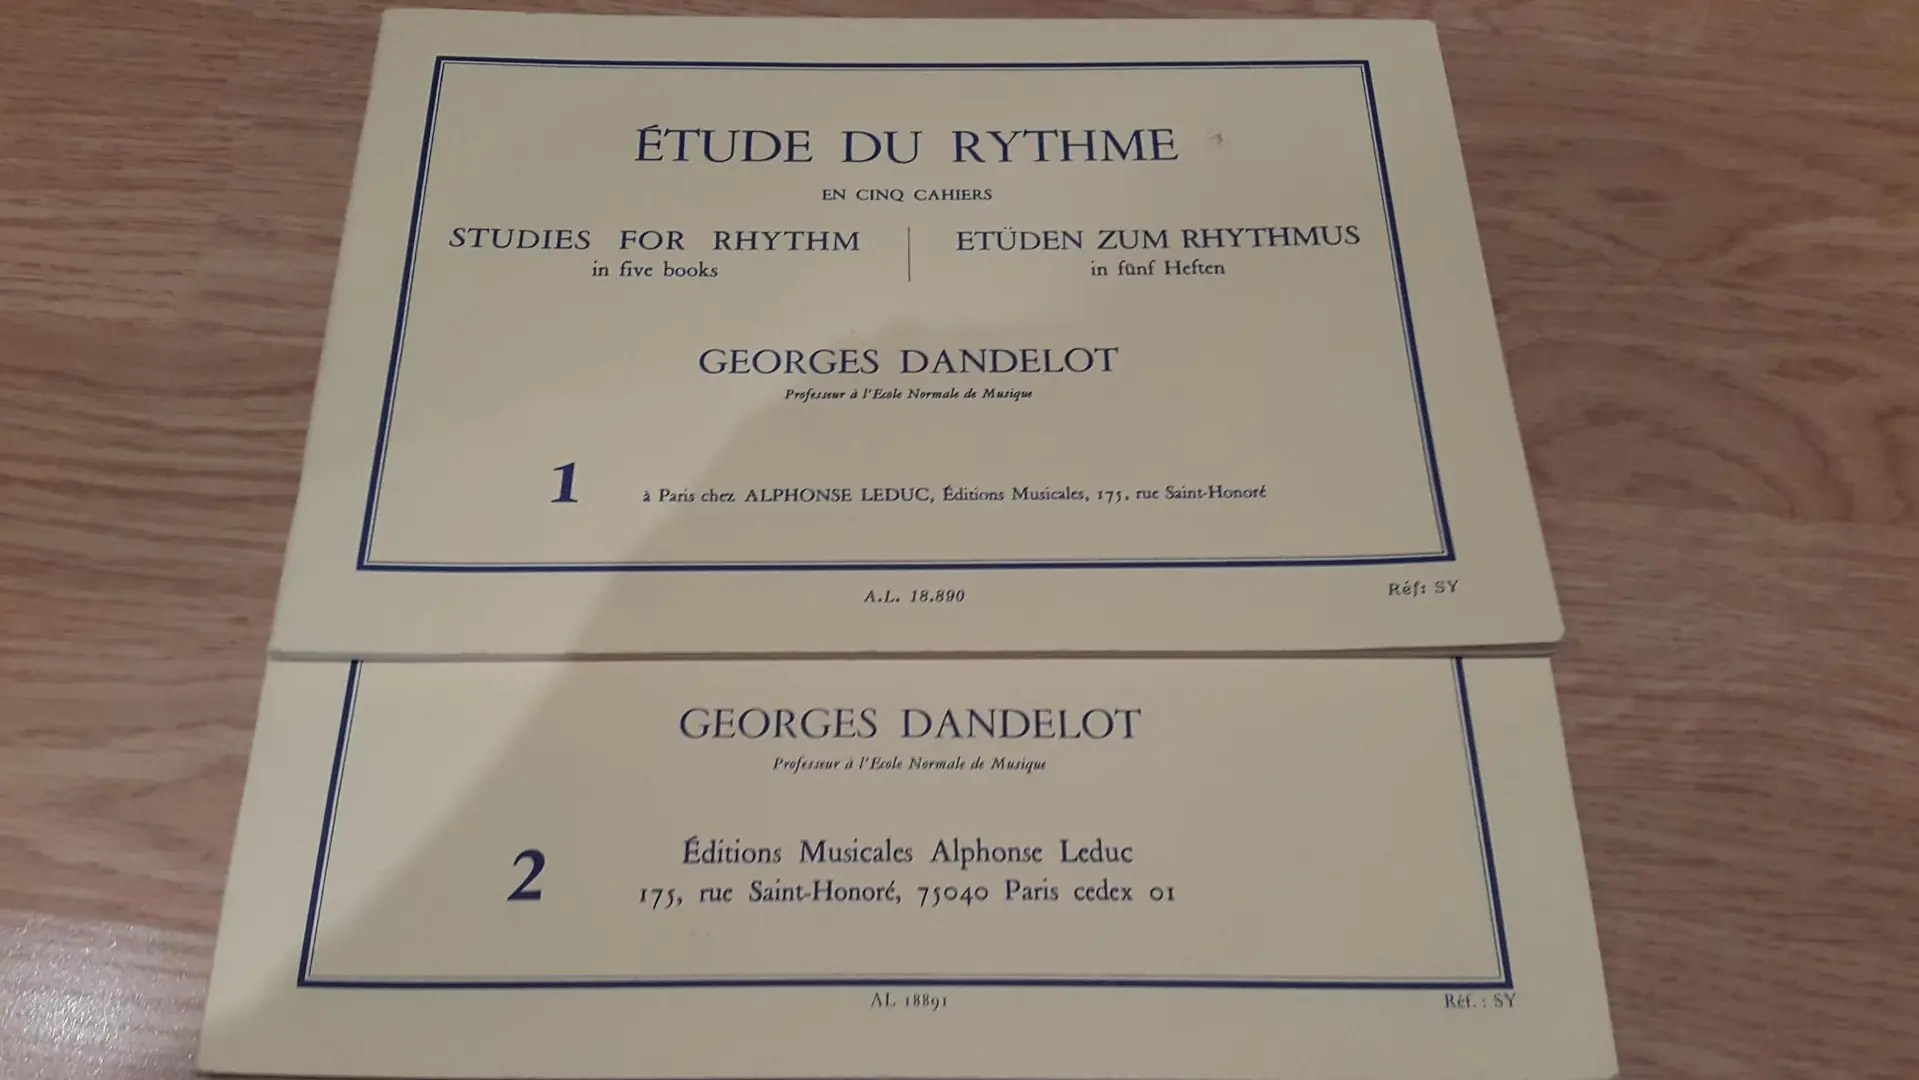 ÉTUDE DU RYTHME
EN CINQ CAHIERS
STUDIES FOR RHYTHM
in five books
ETÜDEN ZUM RHYTHMUS
in fünf Heften
GEORGES DANDELOT
Professeur à l'Ecole Normale de Musique
1
à Paris chez ALPHONSE LEDUC, Éditions Musicales, 175, rue Saint-Honoré
A.L. 18.890
Réf: SY
GEORGES DANDELOT
Professeur à l'Ecole Normale de Musique
2
Éditions Musicales Alphonse Leduc
175, rue Saint-Honoré, 75040 Paris cedex 01
AL 18891
Réf. : SY